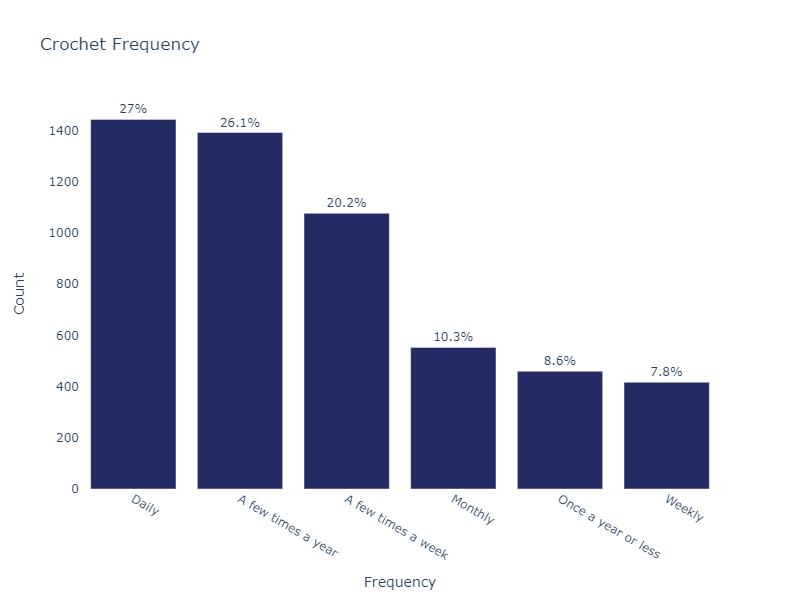 Crochet Frequency
27%
26.1%
20.2%
10.3%
8.6%
7.8%
1400
1200
1000
800
600
400
200
0
Count
Daily
A few times a year
A few times a week
Monthly
Once a year or less
Weekly
Frequency